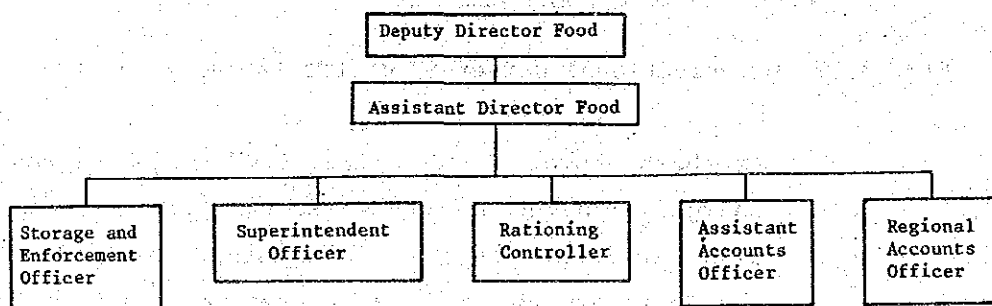 Deputy Director Food
Assistant Director Food
Storage and
Enforcement
Officer
Superintendent
Officer
Rationing
Controller
Assistant
Accounts
Officer
Regional
Accounts
Officer